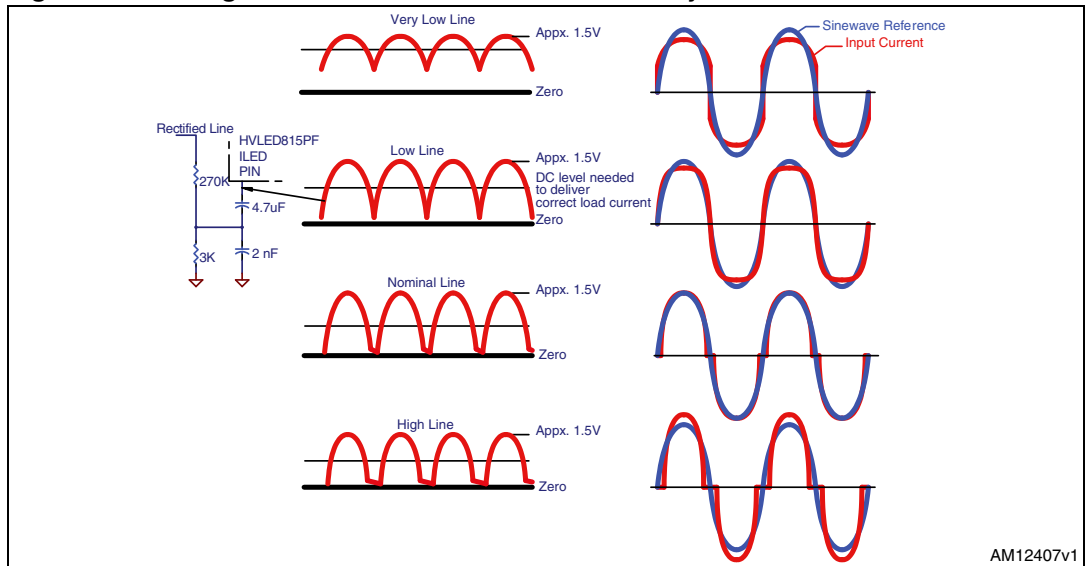 Very Low Line
Appx. 1.5V
Zero
Sinewave Reference
Input Current
Rectified Line
HVLED815PF
ILED
PIN
270K
4.7uF
3K
2 nF
Low Line
Appx. 1.5V
DC level needed
to deliver
correct load current
Zero
Nominal Line
Appx. 1.5V
Zero
High Line
Appx. 1.5V
Zero
AM12407v1